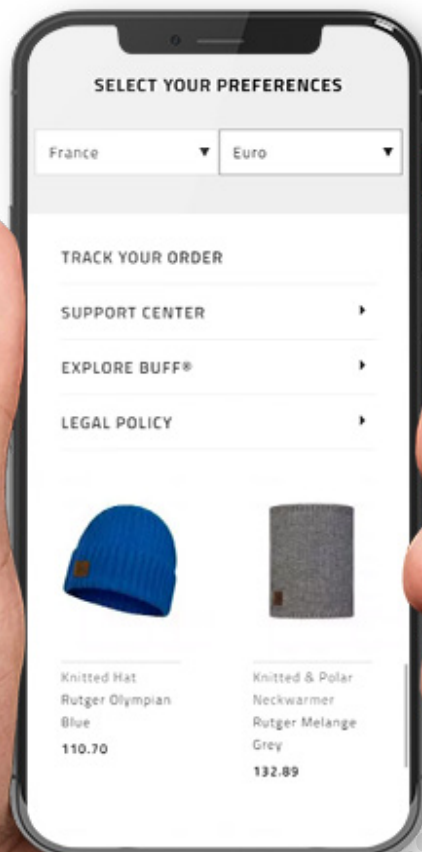 SELECT YOUR PREFERENCES
France
Euro
TRACK YOUR ORDER
SUPPORT CENTER
EXPLORE BUFF®
LEGAL POLICY
Knitted Hat
Rutger Olympian
Blue
110.70
Knitted & Polar
Neckwarmer
Rutger Melange
Grey
132.89